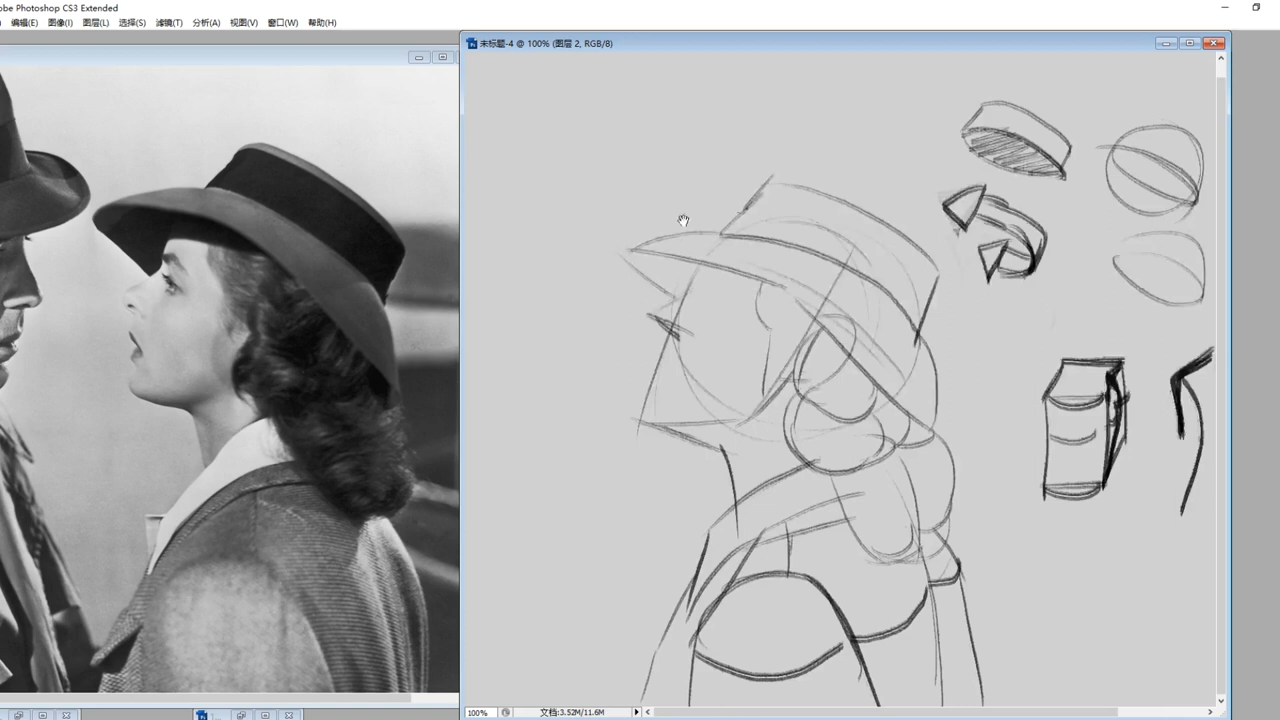 obe Photoshop CS3 Extended
编辑(E) 图像(I) 图层(L) 选择(S) 滤镜(T) 分析(A) 视图(V) 窗口(W) 帮助(H)
未标题-4 @ 100% (图层 2, RGB/8)
100% 文档:3.52M/11.6M